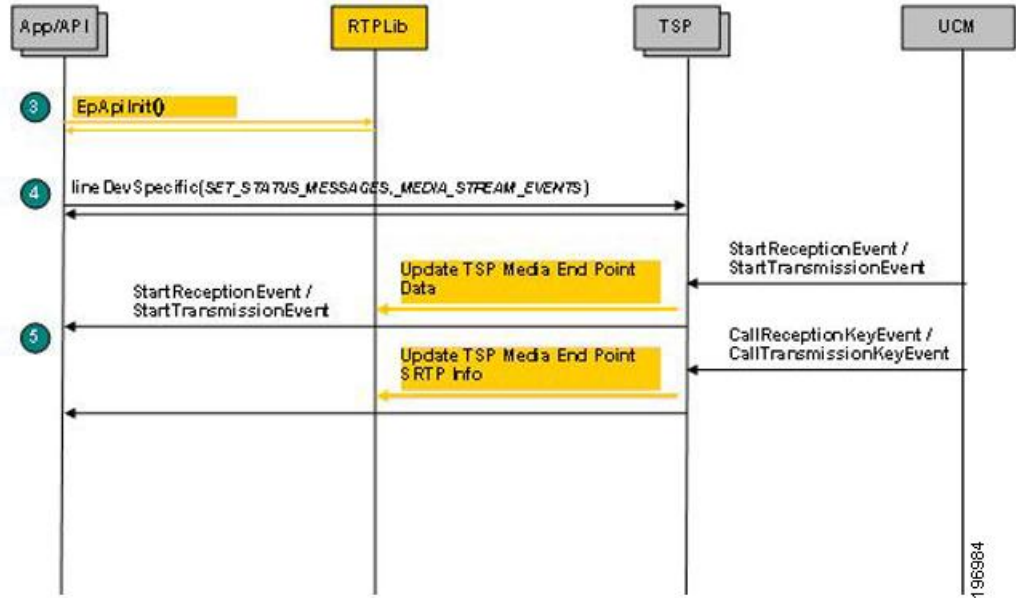 App/API RTPLib TSP UCM
3 EpApiInit()
4 lineDevSpecific(SET_STATUS_MESSAGES,_MEDIA_STREAM_EVENTS)
StartReceptionEvent /
StartTransmissionEvent
Update TSP Media End Point
Data
StartReceptionEvent /
StartTransmissionEvent
5
CallReceptionKeyEvent /
CallTransmissionKeyEvent
Update TSP Media End Point
SRTP Info
196984